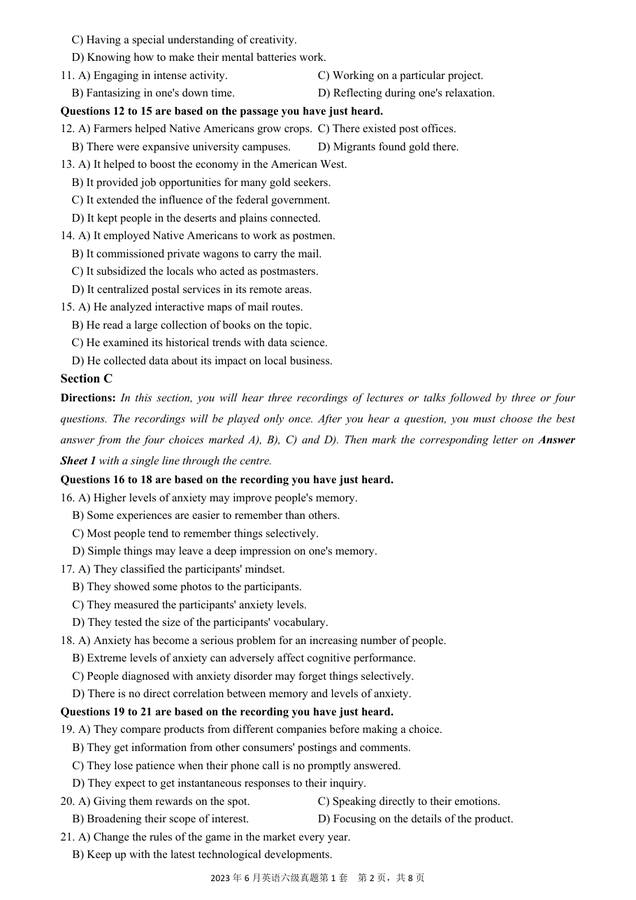 C) Having a special understanding of creativity.
D) Knowing how to make their mental batteries work.
11. A) Engaging in intense activity. C) Working on a particular project.
B) Fantasizing in one's down time. D) Reflecting during one's relaxation.
Questions 12 to 15 are based on the passage you have just heard.
12. A) Farmers helped Native Americans grow crops. C) There existed post offices.
B) There were expansive university campuses. D) Migrants found gold there.
13. A) It helped to boost the economy in the American West.
B) It provided job opportunities for many gold seekers.
C) It extended the influence of the federal government.
D) It kept people in the deserts and plains connected.
14. A) It employed Native Americans to work as postmen.
B) It commissioned private wagons to carry the mail.
C) It subsidized the locals who acted as postmasters.
D) It centralized postal services in its remote areas.
15. A) He analyzed interactive maps of mail routes.
B) He read a large collection of books on the topic.
C) He examined its historical trends with data science.
D) He collected data about its impact on local business.
Section C
Directions: In this section, you will hear three recordings of lectures or talks followed by three or four
questions. The recordings will be played only once. After you hear a question, you must choose the best
answer from the four choices marked A), B), C) and D). Then mark the corresponding letter on Answer
Sheet 1 with a single line through the centre.
Questions 16 to 18 are based on the recording you have just heard.
16. A) Higher levels of anxiety may improve people's memory.
B) Some experiences are easier to remember than others.
C) Most people tend to remember things selectively.
D) Simple things may leave a deep impression on one's memory.
17. A) They classified the participants' mindset.
B) They showed some photos to the participants.
C) They measured the participants' anxiety levels.
D) They tested the size of the participants' vocabulary.
18. A) Anxiety has become a serious problem for an increasing number of people.
B) Extreme levels of anxiety can adversely affect cognitive performance.
C) People diagnosed with anxiety disorder may forget things selectively.
D) There is no direct correlation between memory and levels of anxiety.
Questions 19 to 21 are based on the recording you have just heard.
19. A) They compare products from different companies before making a choice.
B) They get information from other consumers' postings and comments.
C) They lose patience when their phone call is no promptly answered.
D) They expect to get instantaneous responses to their inquiry.
20. A) Giving them rewards on the spot. C) Speaking directly to their emotions.
B) Broadening their scope of interest. D) Focusing on the details of the product.
21. A) Change the rules of the game in the market every year.
B) Keep up with the latest technological developments.
2023 年 6 月英语六级真题第 1 套 第 2 页，共 8 页